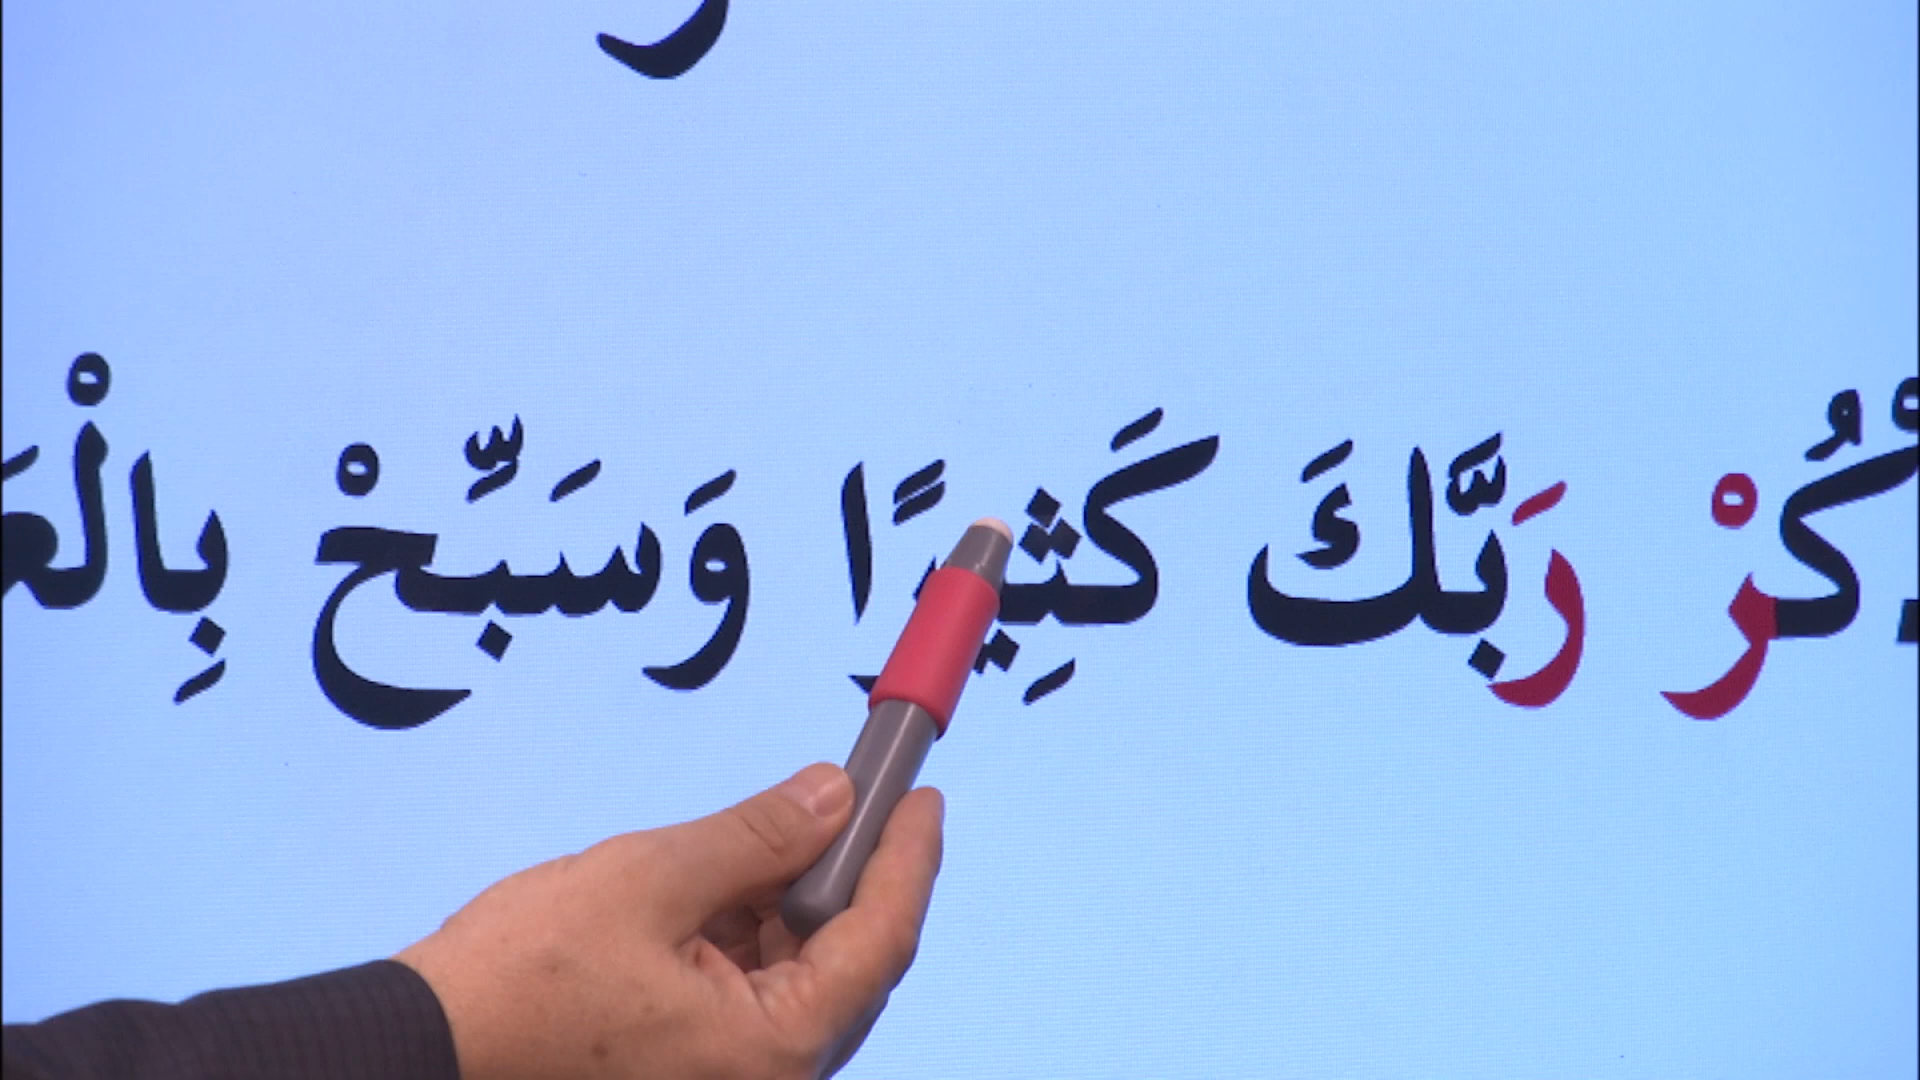 ذْكُرْ رَبَّكَ كَثِيرًا وَسَبِّحْ بِالْعَ